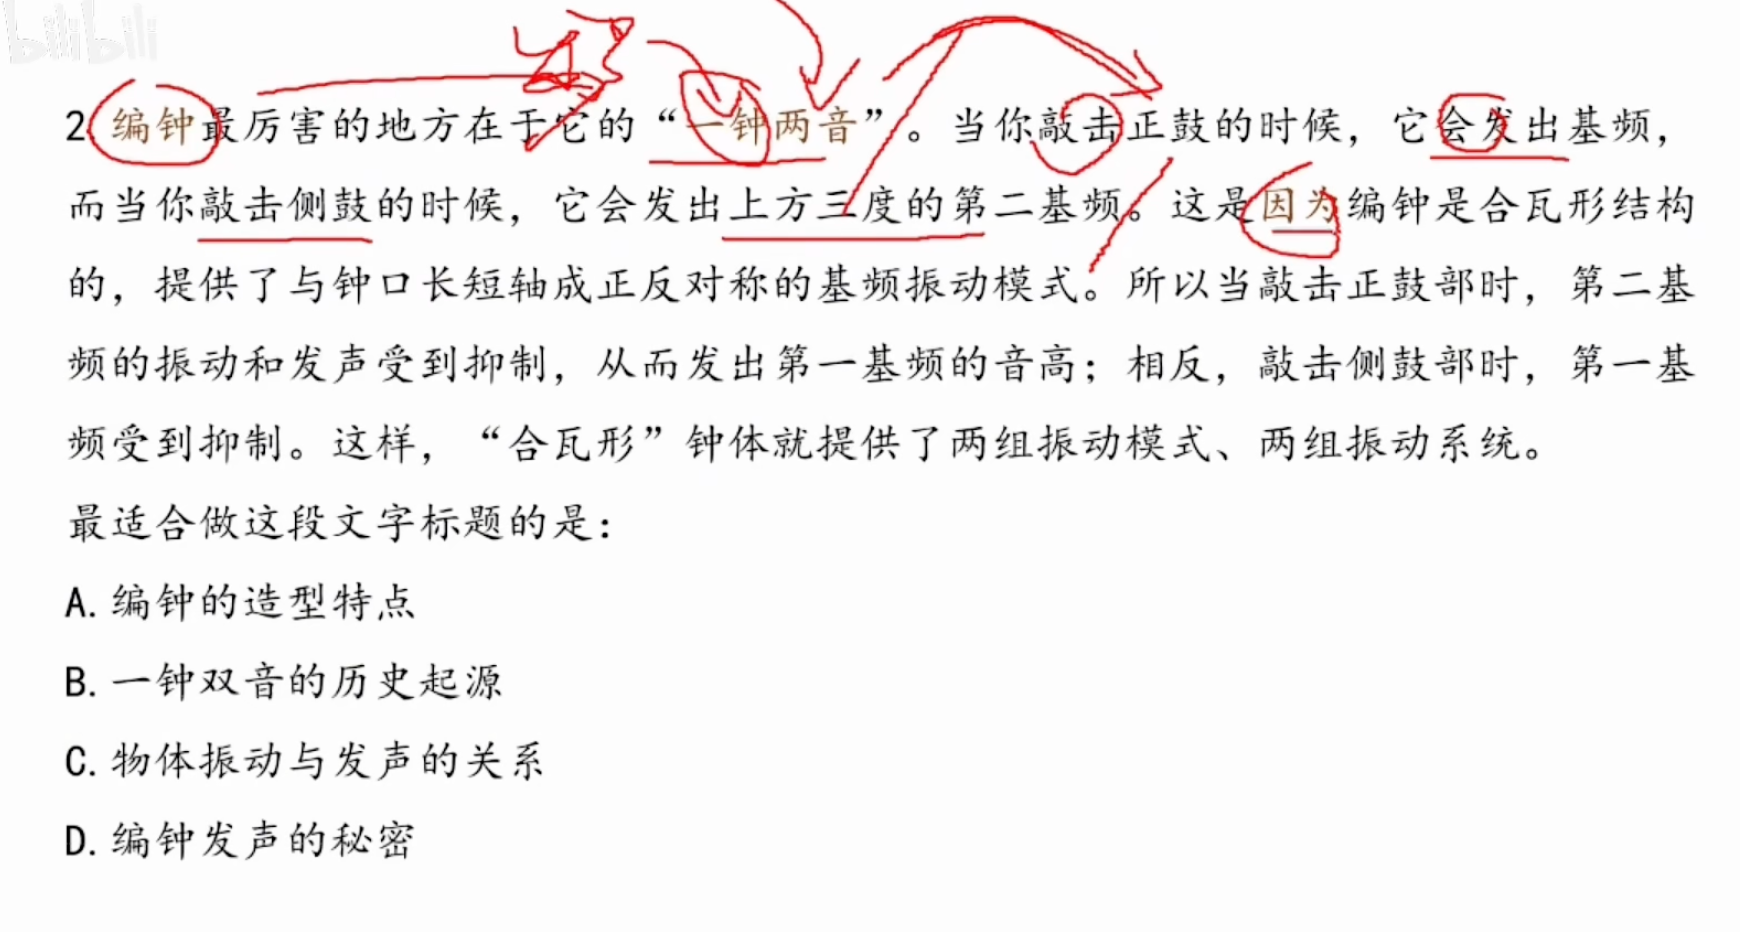 bilibili
2. 编钟最厉害的地方在于它的“一钟两音”。当你敲击正鼓的时候，它会发出基频，
而当你敲击侧鼓的时候，它会发出上方三度的第二基频。这是因为编钟是合瓦形结构
的，提供了与钟口长短轴成正反对称的基频振动模式。所以当敲击正鼓部时，第二基
频的振动和发声受到抑制，从而发出第一基频的音高；相反，敲击侧鼓部时，第一基
频受到抑制。这样，“合瓦形”钟体就提供了两组振动模式、两组振动系统。
最适合做这段文字标题的是：
A. 编钟的造型特点
B. 一钟双音的历史起源
C. 物体振动与发声的关系
D. 编钟发声的秘密